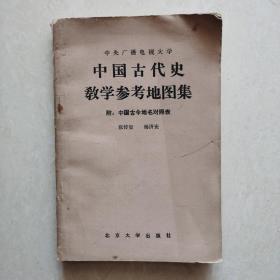 中央广播电视大学
中国古代史
教学参考地图集
附：中国古今地名对照表
张传玺 杨济安
北京大学出版社